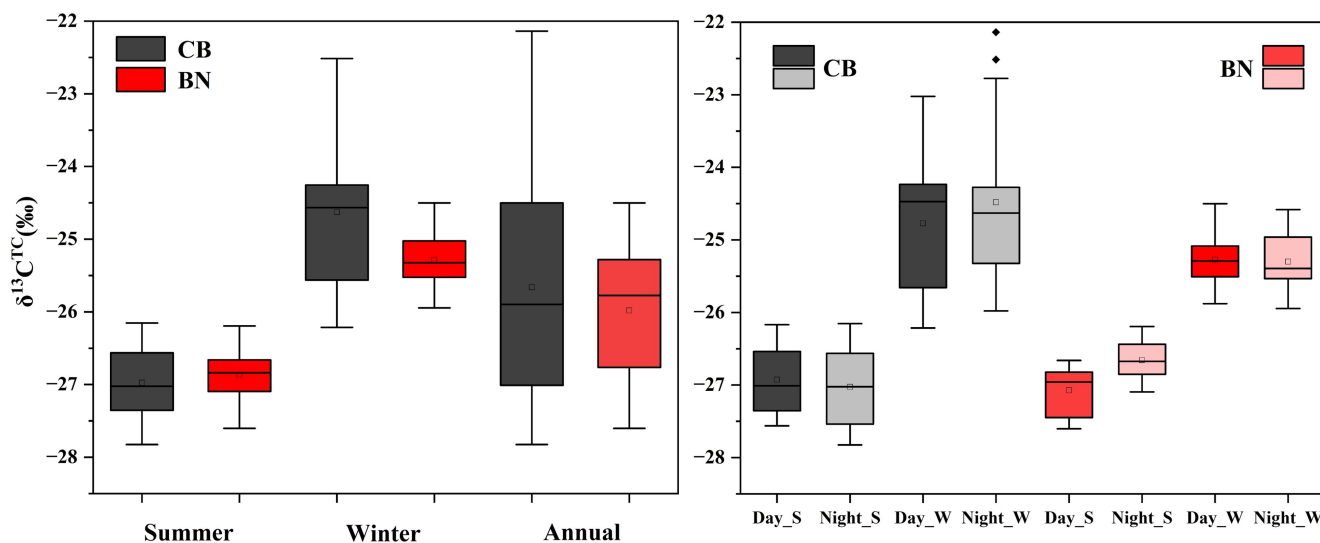 δ¹³Cᵀᶜ(‰)
−22
−23
−24
−25
−26
−27
−28
CB
BN
Summer Winter Annual
−22
−23
−24
−25
−26
−27
−28
CB
BN
Day_S Night_S Day_W Night_W Day_S Night_S Day_W Night_W